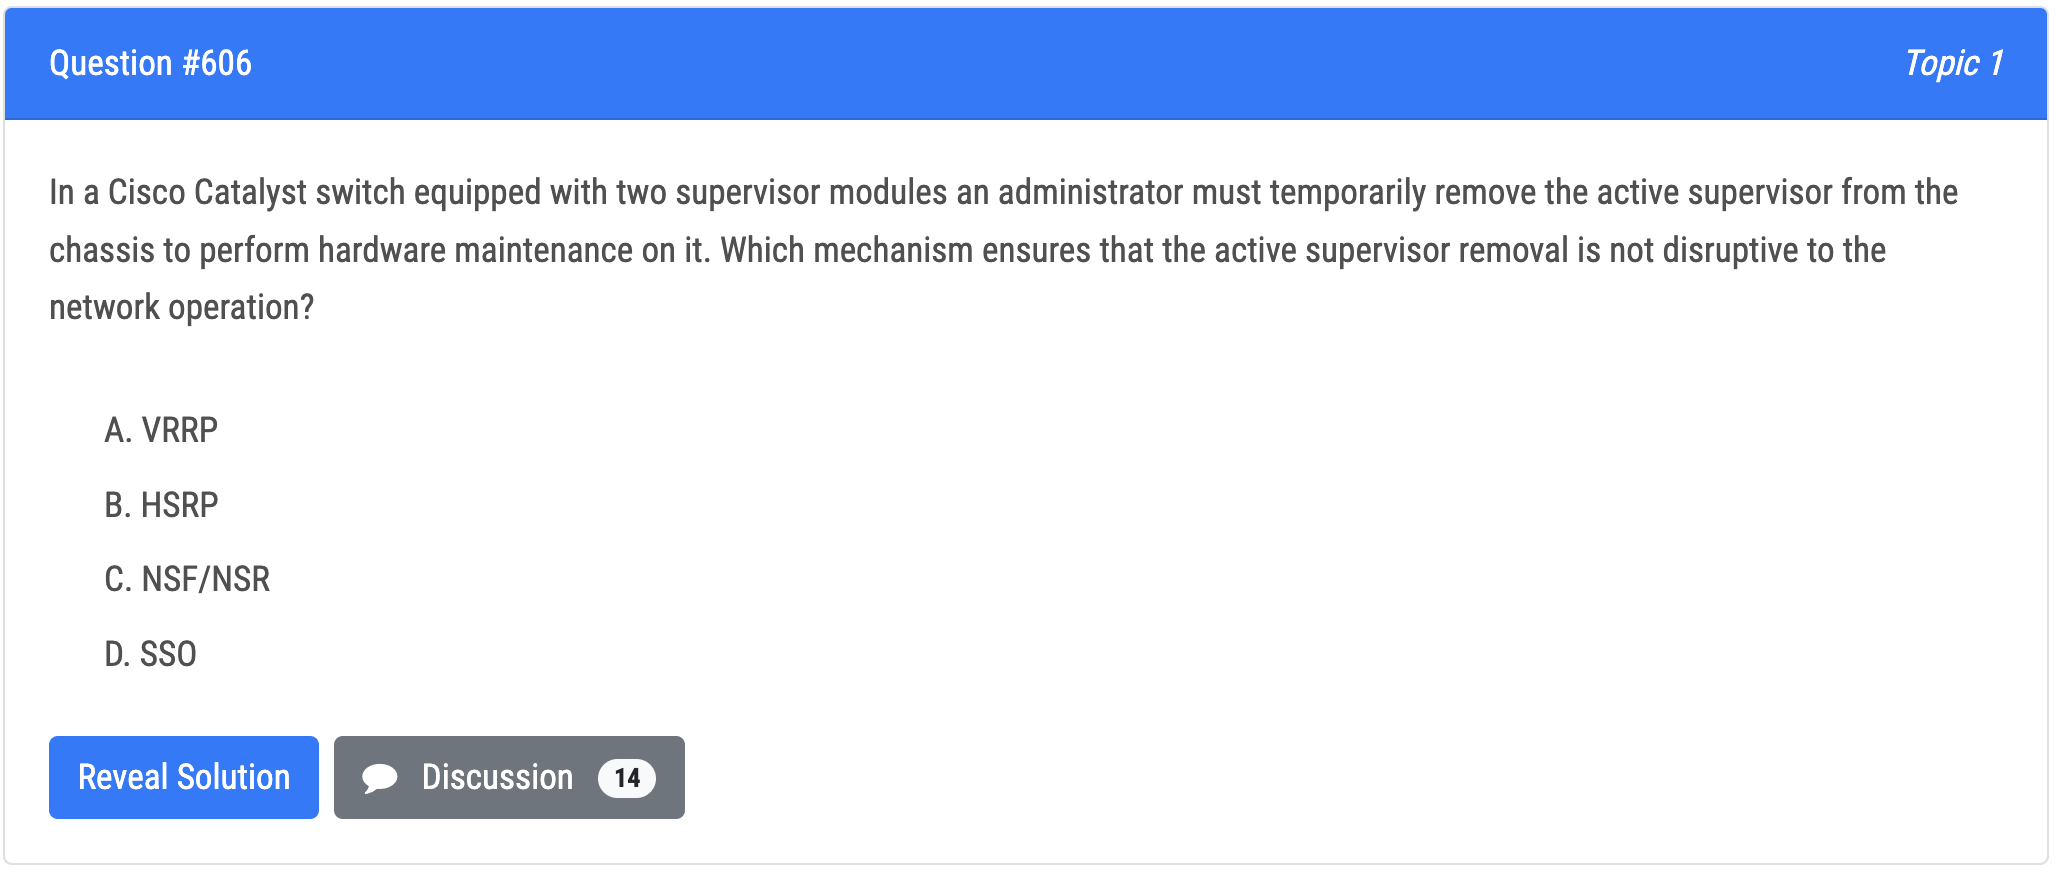 Question #606
Topic 1
In a Cisco Catalyst switch equipped with two supervisor modules an administrator must temporarily remove the active supervisor from the
chassis to perform hardware maintenance on it. Which mechanism ensures that the active supervisor removal is not disruptive to the
network operation?
A. VRRP
B. HSRP
C. NSF/NSR
D. SSO
Reveal Solution
Discussion 14